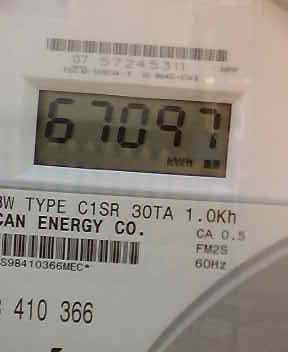 07 57245311
67097
KWH
3W TYPE C1SR 30TA 1.0Kh
CAN ENERGY CO.
CA 0.5
FM2S
60Hz
S98410366MEC*
410 366